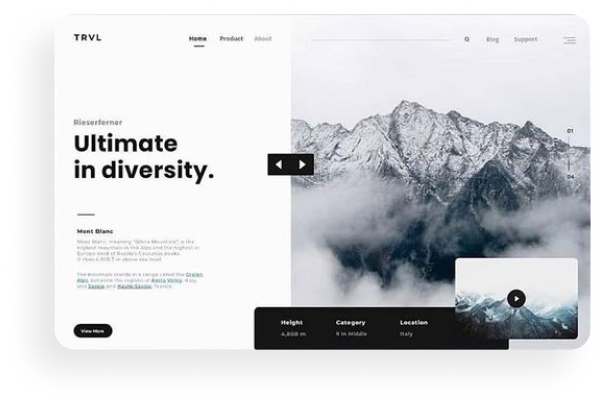 TRVL
Home Product About
Blog Support
Rieserferner
Ultimate
in diversity.
01
04
Mont Blanc
Mont Blanc, meaning "White Mountain", is the
highest mountain in the Alps and the highest in
Europe west of Russia's Caucasus peaks.
It rises 4,808 m above sea level
The mountain stands in a range called the Graian
Alps, between the regions of Aosta Valley, Italy,
and Savoie and Haute-Savoie, France.
View More
Height Category Location
4,808 m 9 in Middle Italy